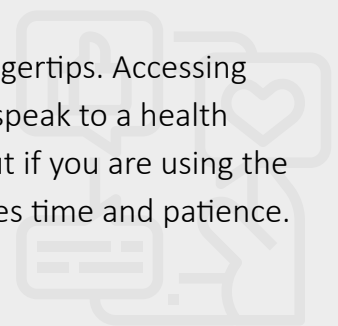 gertips. Accessing
speak to a health
t if you are using the
es time and patience.